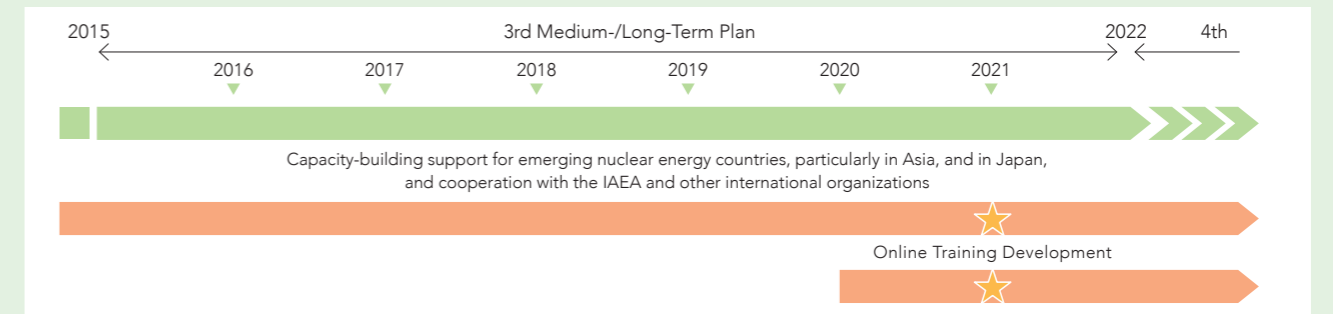 2015 3rd Medium-/Long-Term Plan 2022 4th
2016 2017 2018 2019 2020 2021
Capacity-building support for emerging nuclear energy countries, particularly in Asia, and in Japan,
and cooperation with the IAEA and other international organizations
Online Training Development